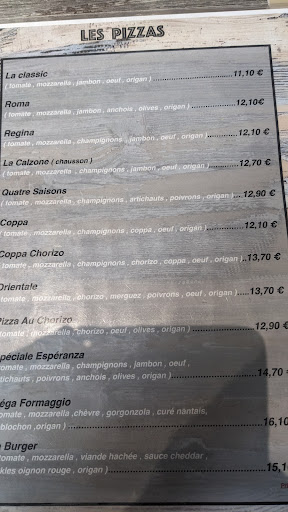 LES PIZZAS
La classic ........ 11,10 €
( tomate , mozzarella , jambon , oeuf , origan )
Roma ........ 12,10€
( tomate , mozzarella , jambon , anchois , olives , origan )
Regina
( tomate , mozzarella , champignons , jambon , oeuf , origan ) ........ 12,10 €
La Calzone ( chausson )
( tomate , mozzarella , champignons , jambon , oeuf , origan ) ........ 12,70 €
Quatre Saisons
( tomate , mozzarella , champignons , artichauts , poivrons , origan ) ..... 12,90 €
Coppa
( tomate , mozzarella , champignons , coppa , oeuf , origan ) ........ 12,10 €
Coppa Chorizo
tomate , mozzarella , champignons , chorizo , coppa , oeuf , origan ) .... 13,70 €
Orientale
tomate , mozzarella , chorizo , merguez , poivrons , oeuf , origan ) ..... 13,70 €
Pizza Au Chorizo
tomate , mozzarella , chorizo , oeuf , olives , origan ) ........ 12,90 €
péciale Espéranza
tomate , mozzarella , champignons , jambon , oeuf ,
tichauts , poivrons , anchois , olives , origan ) ........ 14,70 €
éga Formaggio
tomate , mozzarella ,chévre , gorgonzola , curé nantais,
blochon ,origan ) ........ 16,10
Burger
tomate , mozzarella , viande hachée , sauce cheddar ,
kles oignon rouge , origan ) ........ 15,1